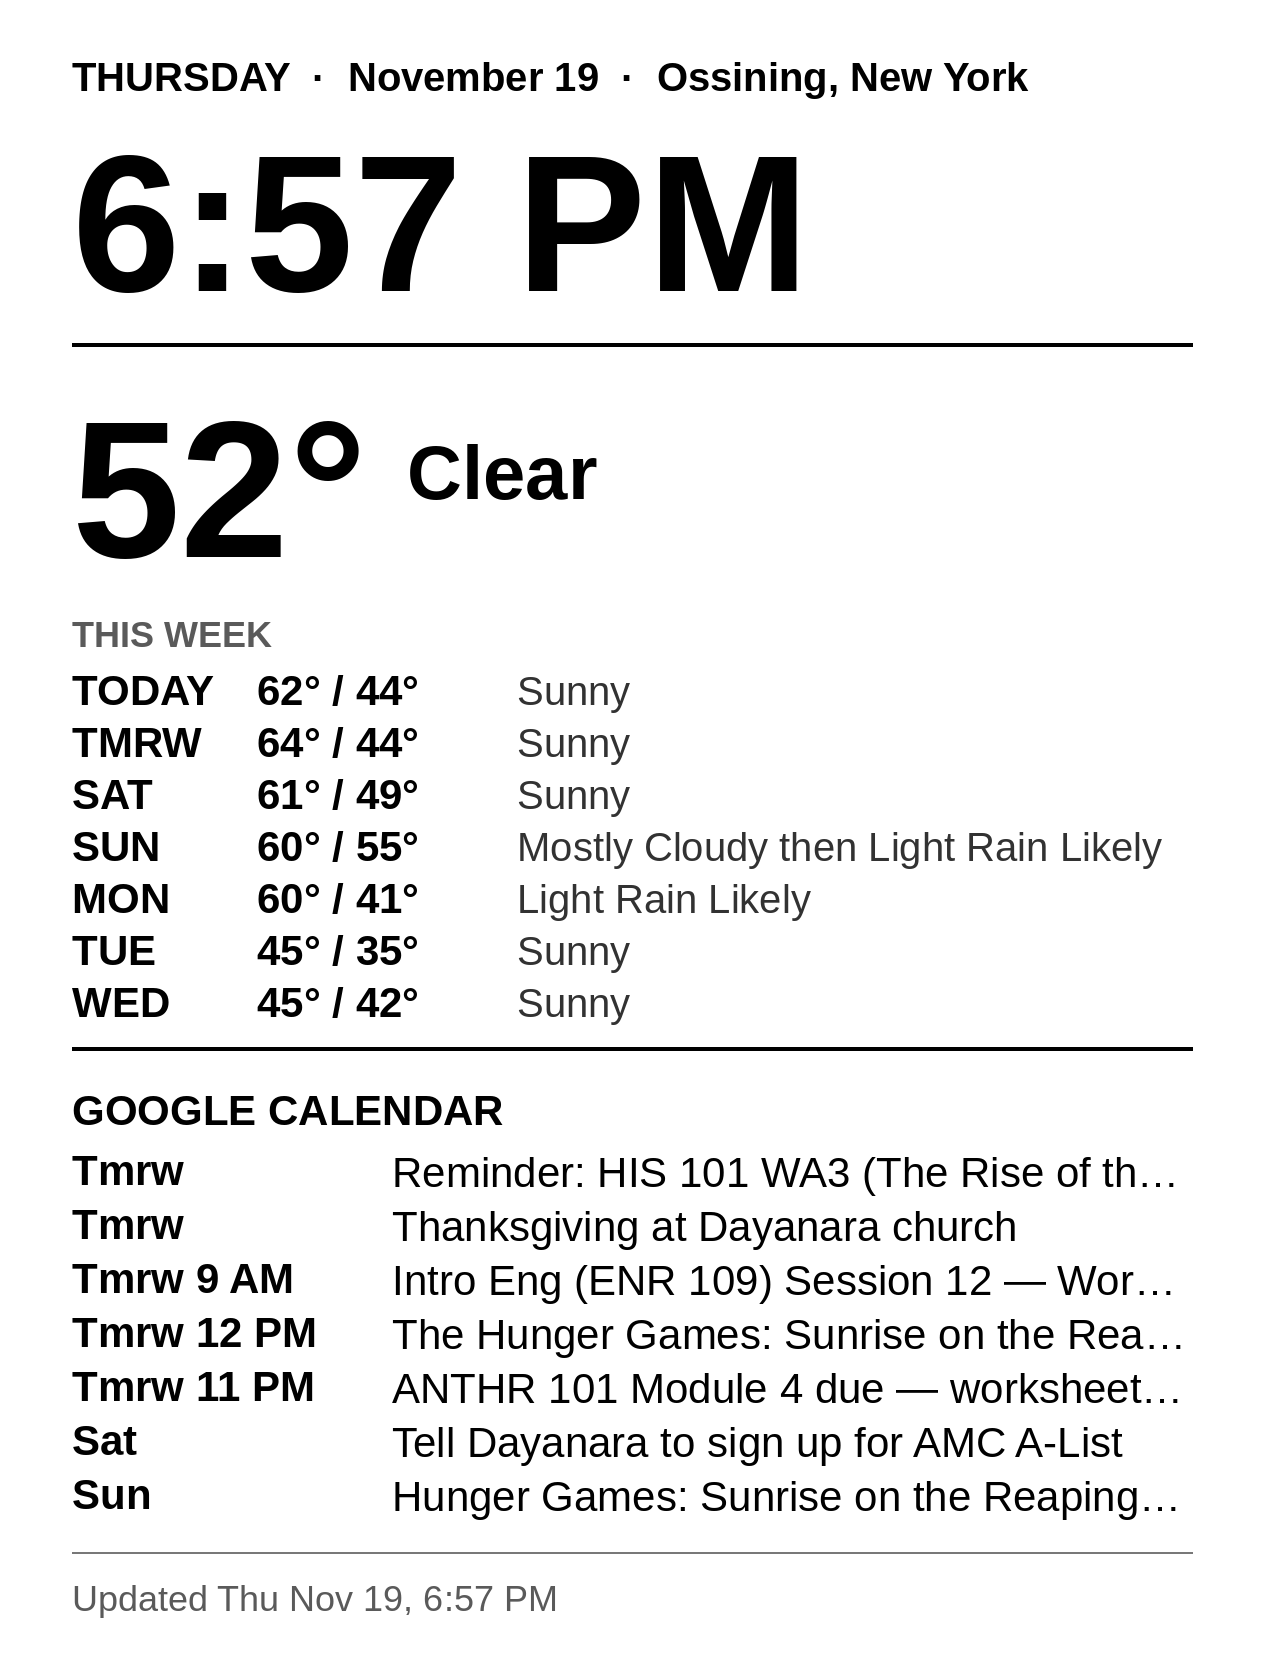 THURSDAY · November 19 · Ossining, New York
6:57 PM
52° Clear
THIS WEEK
TODAY 62° / 44° Sunny
TMRW 64° / 44° Sunny
SAT 61° / 49° Sunny
SUN 60° / 55° Mostly Cloudy then Light Rain Likely
MON 60° / 41° Light Rain Likely
TUE 45° / 35° Sunny
WED 45° / 42° Sunny
GOOGLE CALENDAR
Tmrw Reminder: HIS 101 WA3 (The Rise of th…
Tmrw Thanksgiving at Dayanara church
Tmrw 9 AM Intro Eng (ENR 109) Session 12 — Wor…
Tmrw 12 PM The Hunger Games: Sunrise on the Rea…
Tmrw 11 PM ANTHR 101 Module 4 due — worksheet…
Sat Tell Dayanara to sign up for AMC A-List
Sun Hunger Games: Sunrise on the Reaping…
Updated Thu Nov 19, 6:57 PM